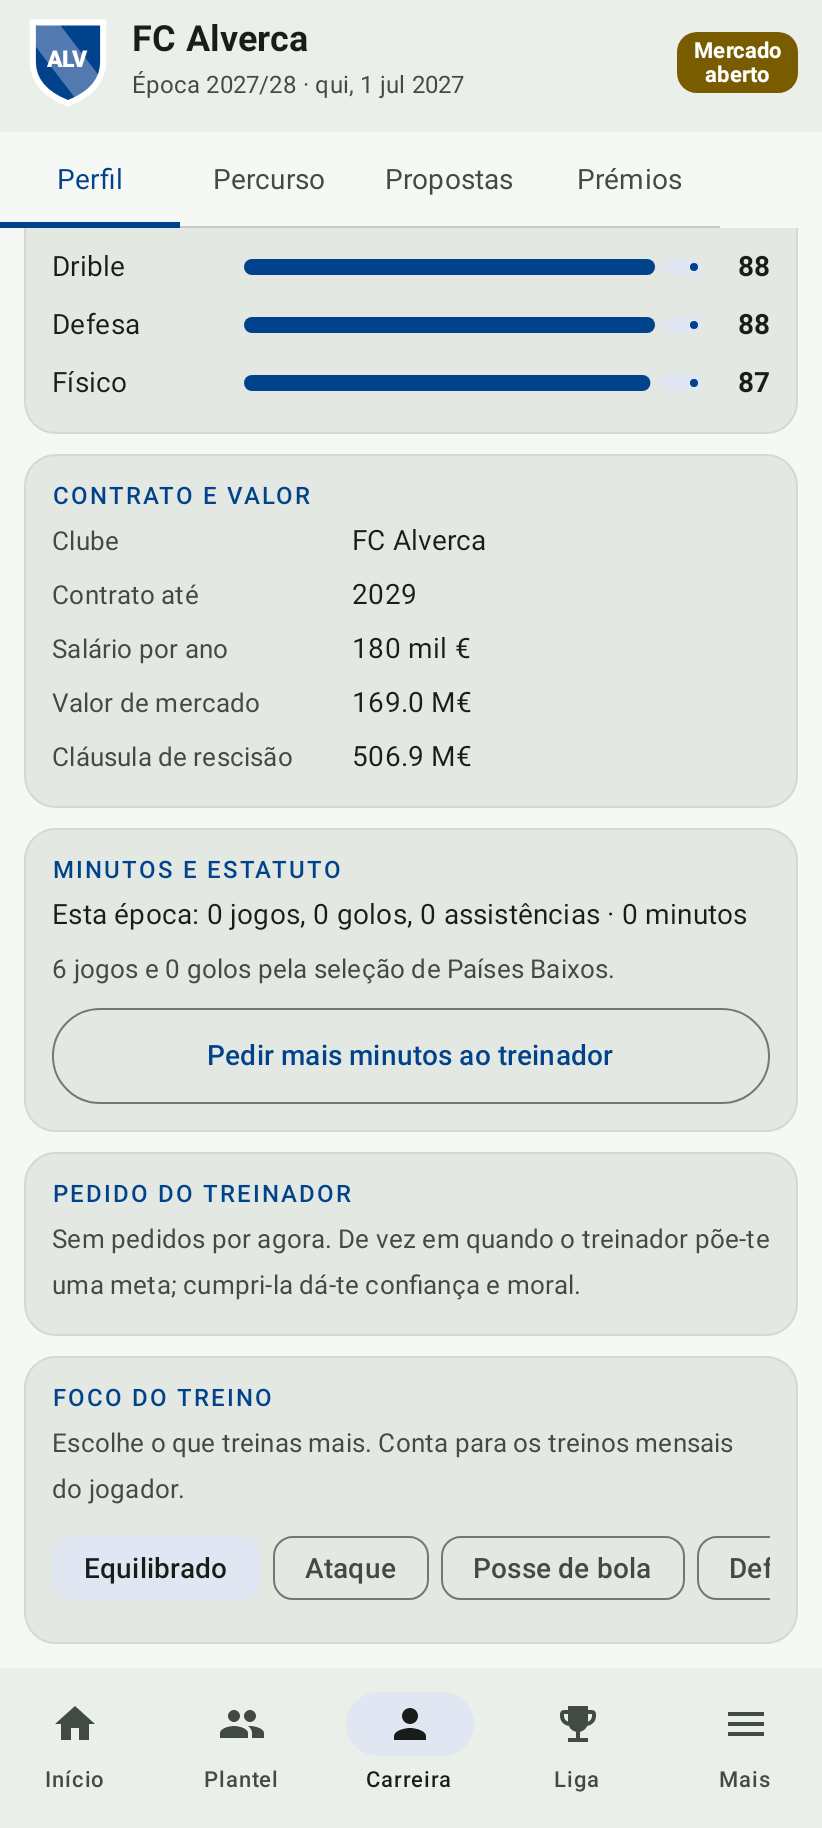 ALV
FC Alverca
Época 2027/28 · qui, 1 jul 2027
Mercado
aberto
Perfil
Percurso
Propostas
Prémios
Drible 88
Defesa 88
Físico 87
CONTRATO E VALOR
Clube FC Alverca
Contrato até 2029
Salário por ano 180 mil €
Valor de mercado 169.0 M€
Cláusula de rescisão 506.9 M€
MINUTOS E ESTATUTO
Esta época: 0 jogos, 0 golos, 0 assistências · 0 minutos
6 jogos e 0 golos pela seleção de Países Baixos.
Pedir mais minutos ao treinador
PEDIDO DO TREINADOR
Sem pedidos por agora. De vez em quando o treinador põe-te
uma meta; cumpri-la dá-te confiança e moral.
FOCO DO TREINO
Escolhe o que treinas mais. Conta para os treinos mensais
do jogador.
Equilibrado
Ataque
Posse de bola
Def
Início
Plantel
Carreira
Liga
Mais